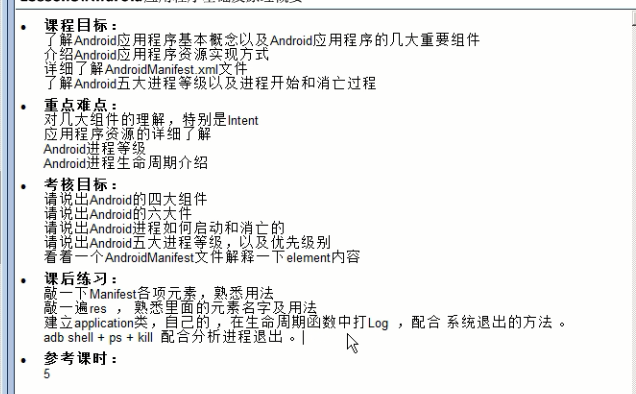 课程目标：
了解Android应用程序基本概念以及Android应用程序的几大重要组件
介绍Android应用程序资源实现方式
详细了解AndroidManifest.xml文件
了解Android五大进程等级以及进程开始和消亡过程
重点难点：
对几大组件的理解，特别是Intent
应用程序资源的详细了解
Android进程等级
Android进程生命周期介绍
考核目标：
请说出Android的四大组件
请说出Android的六大件
请说出Android进程如何启动和消亡的
请说出Android五大进程等级，以及优先级别
看看一个AndroidManifest文件解释一下element内容
课后练习：
敲一下Manifest各项元素，熟悉用法
敲一遍res ，熟悉里面的元素名字及用法
建立application类，自己的，在生命周期函数中打Log ，配合 系统退出的方法 。
adb shell + ps + kill 配合分析进程退出 。
参考课时：
5